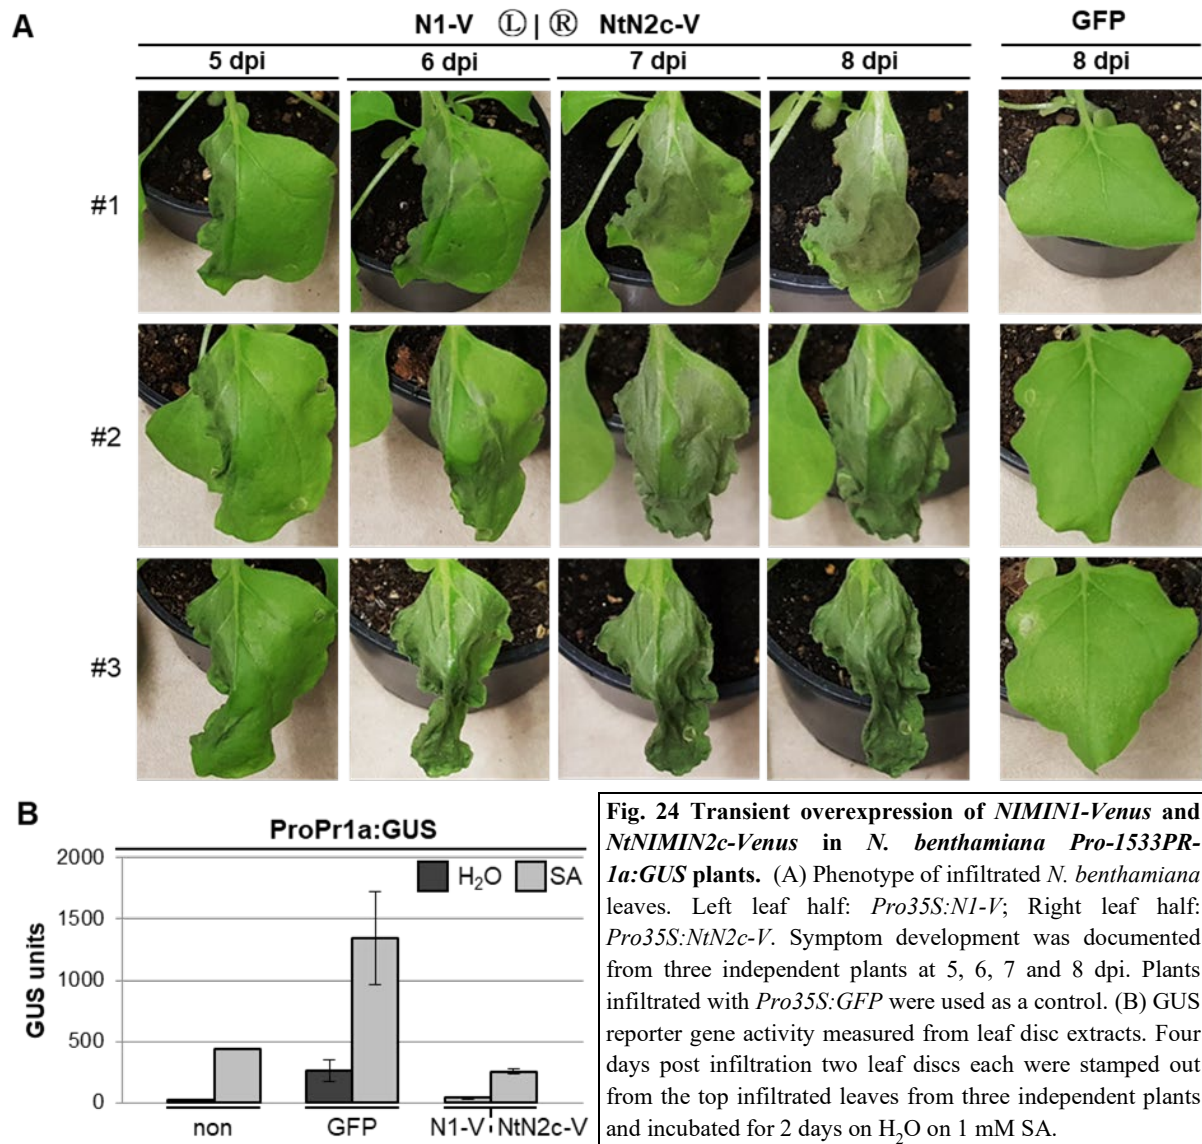 A
N1-V Ⓛ | Ⓡ NtN2c-V
GFP
5 dpi
6 dpi
7 dpi
8 dpi
8 dpi
#1
#2
#3
B
ProPr1a:GUS
H₂O
SA
GUS units
2000
1500
1000
500
0
non
GFP
N1-V
NtN2c-V
Fig. 24 Transient overexpression of NIMIN1-Venus and
NtNIMIN2c-Venus in N. benthamiana Pro-1533PR-
1a:GUS plants. (A) Phenotype of infiltrated N. benthamiana
leaves. Left leaf half: Pro35S:N1-V; Right leaf half:
Pro35S:NtN2c-V. Symptom development was documented
from three independent plants at 5, 6, 7 and 8 dpi. Plants
infiltrated with Pro35S:GFP were used as a control. (B) GUS
reporter gene activity measured from leaf disc extracts. Four
days post infiltration two leaf discs each were stamped out
from the top infiltrated leaves from three independent plants
and incubated for 2 days on H₂O on 1 mM SA.